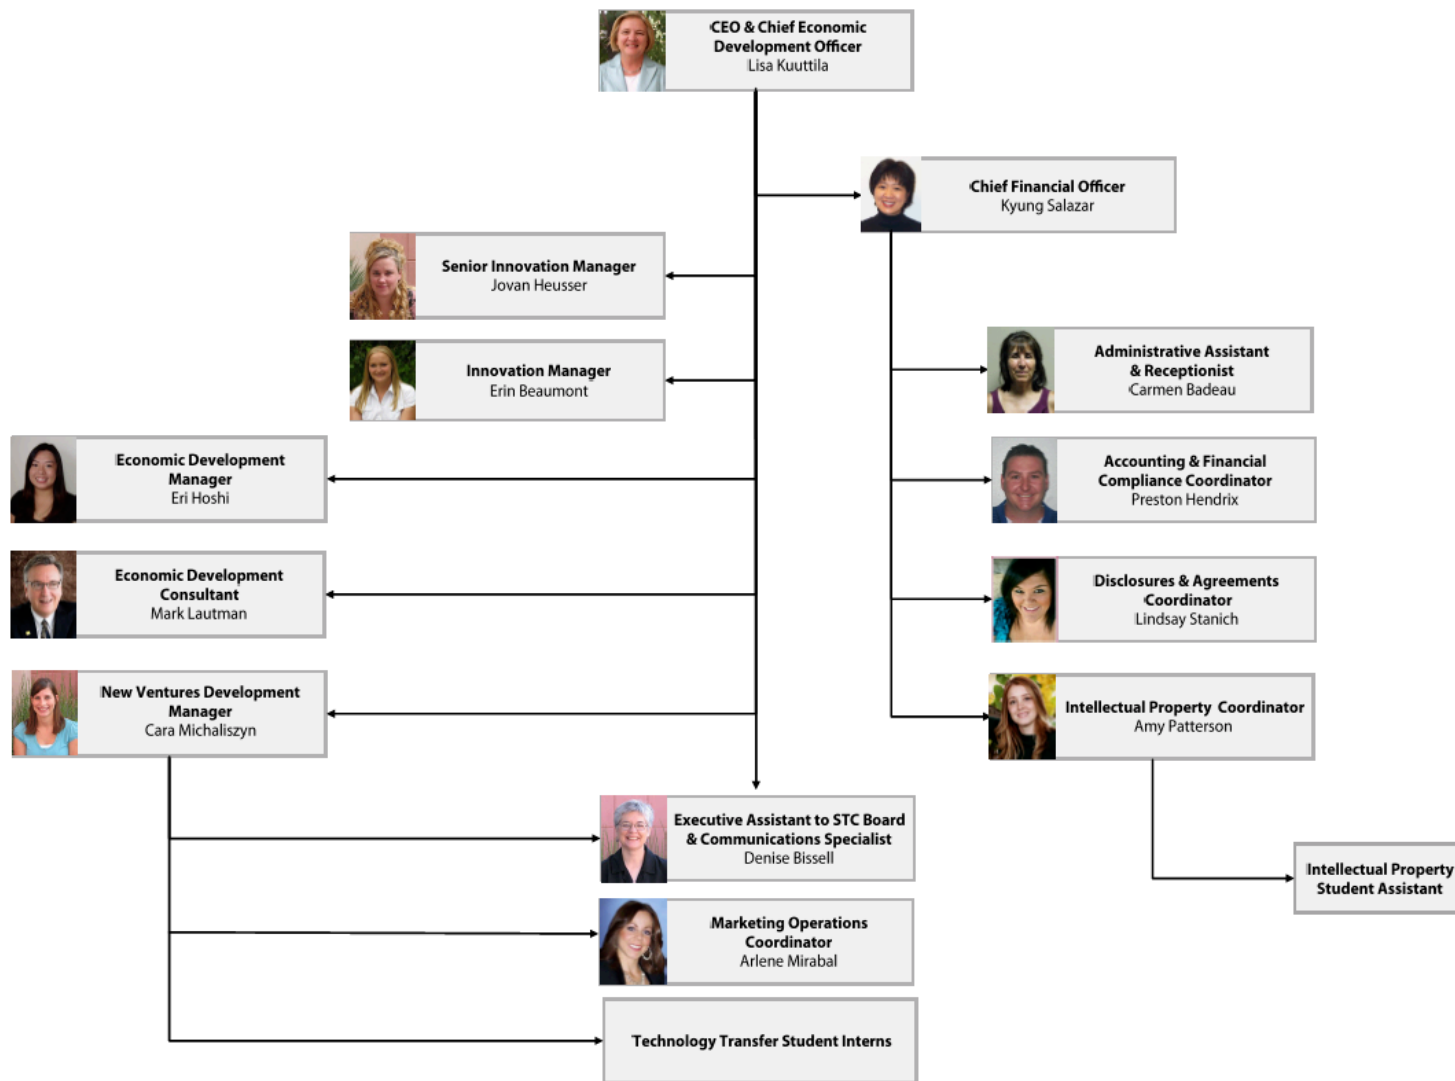 CEO & Chief Economic
Development Officer
Lisa Kuuttila
Chief Financial Officer
Kyung Salazar
Senior Innovation Manager
Jovan Heusser
Innovation Manager
Erin Beaumont
Administrative Assistant
& Receptionist
Carmen Badeau
Economic Development
Manager
Eri Hoshi
Accounting & Financial
Compliance Coordinator
Preston Hendrix
Economic Development
Consultant
Mark Lautman
Disclosures & Agreements
Coordinator
Lindsay Stanich
New Ventures Development
Manager
Cara Michaliszyn
Intellectual Property Coordinator
Amy Patterson
Executive Assistant to STC Board
& Communications Specialist
Denise Bissell
Intellectual Property
Student Assistant
Marketing Operations
Coordinator
Arlene Mirabal
Technology Transfer Student Interns